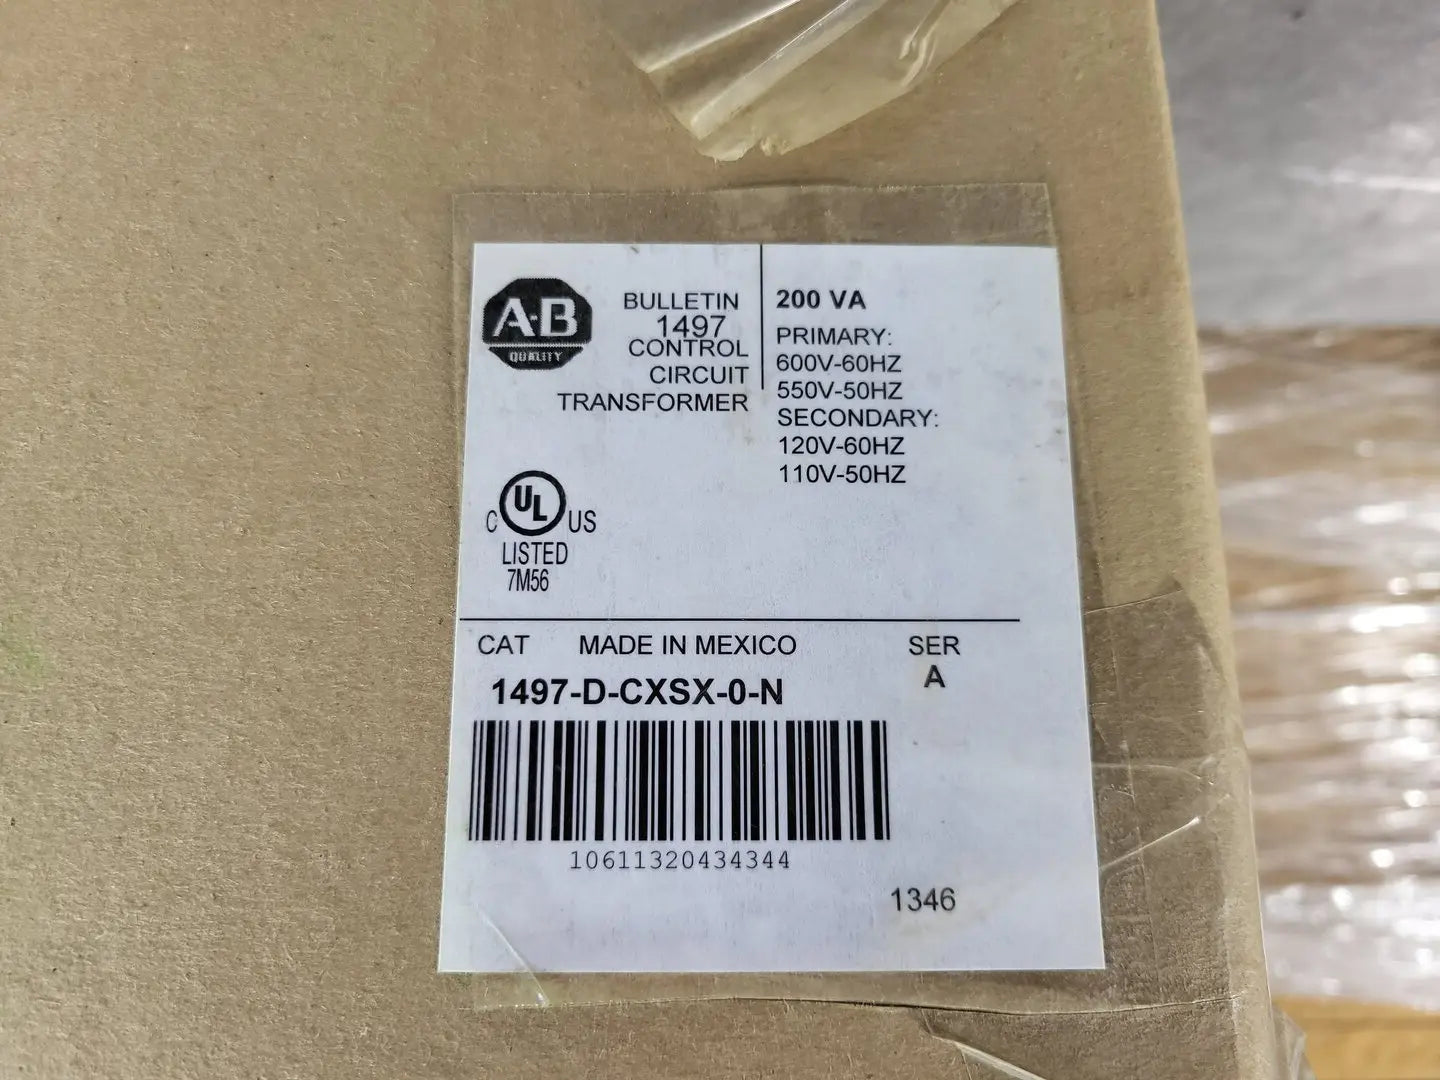 A·B
QUALITY
BULLETIN
1497
CONTROL
CIRCUIT
TRANSFORMER
200 VA
PRIMARY:
600V-60HZ
550V-50HZ
SECONDARY:
120V-60HZ
110V-50HZ
C UL US
LISTED
7M56
CAT MADE IN MEXICO SER
1497-D-CXSX-0-N A
10611320434344
1346